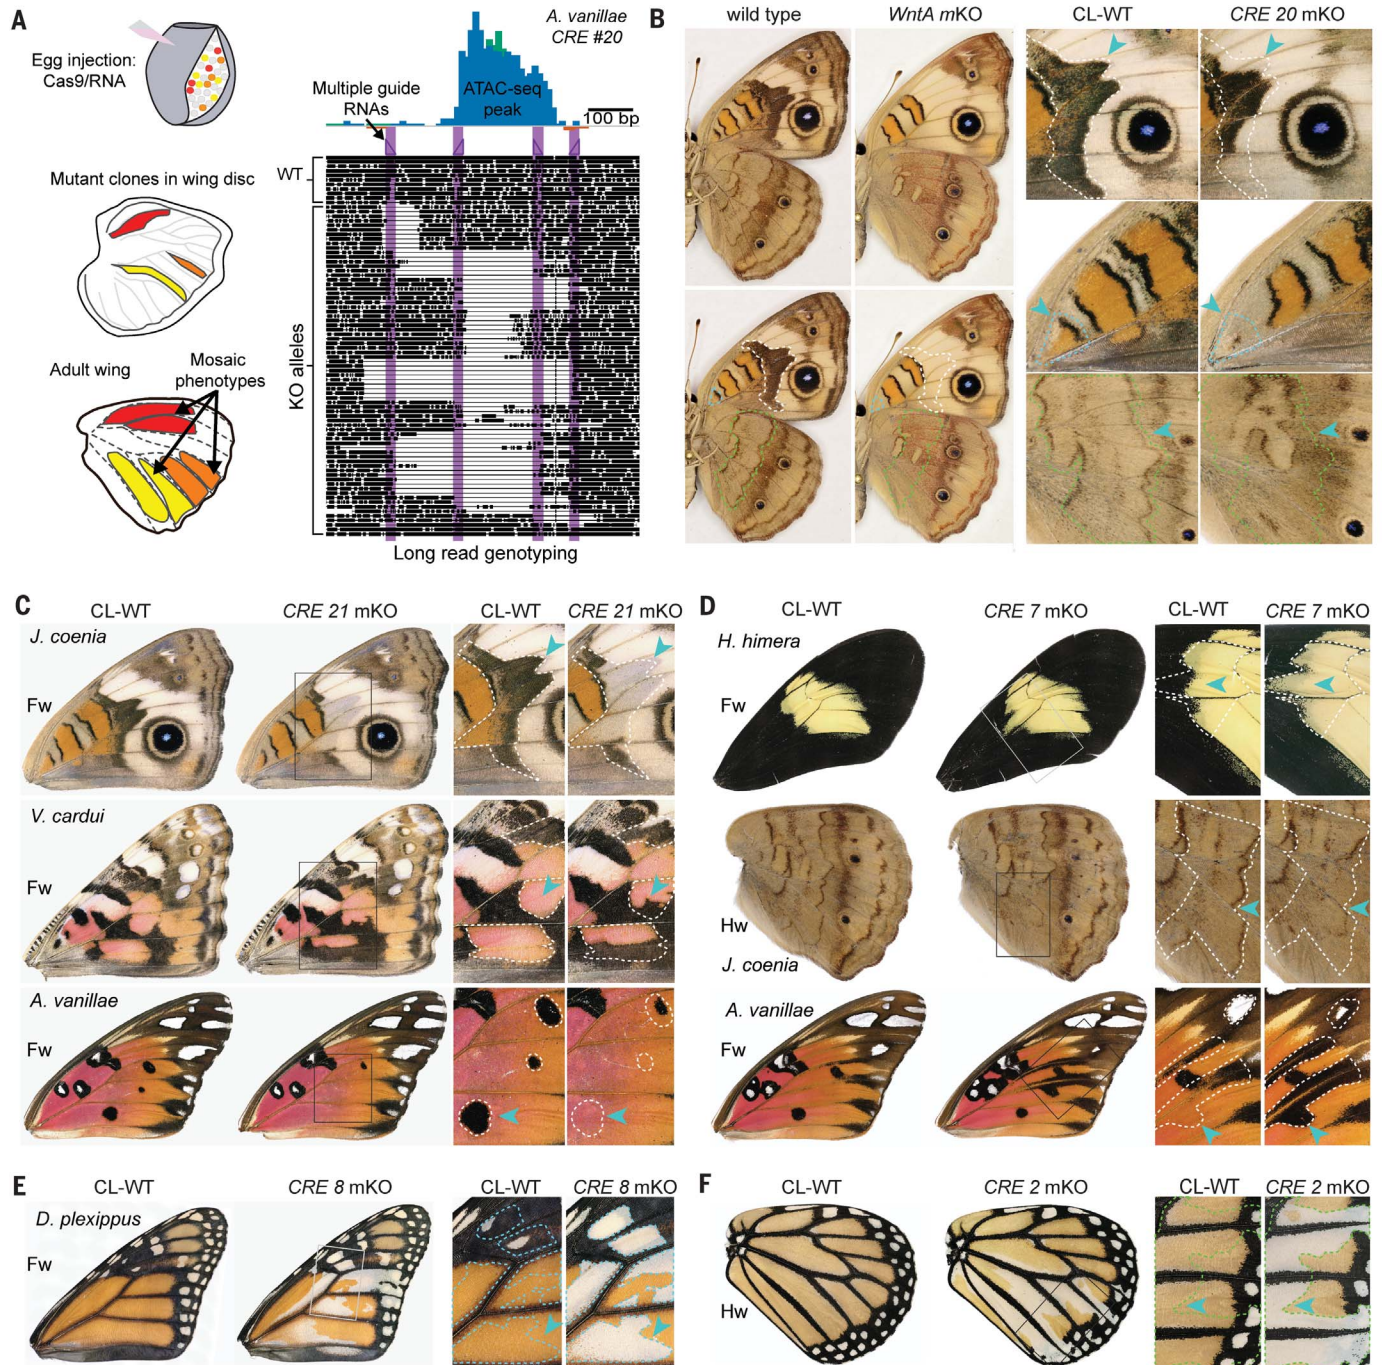 A
Egg injection:
Cas9/RNA
A. vanillae
CRE #20
Multiple guide
RNAs
ATAC-seq
peak
100 bp
WT
Mutant clones in wing disc
KO alleles
Adult wing
Mosaic
phenotypes
Long read genotyping
B
wild type
WntA mKO
CL-WT
CRE 20 mKO
C
CL-WT
CRE 21 mKO
CL-WT
CRE 21 mKO
J. coenia
Fw
V. cardui
Fw
A. vanillae
Fw
D
CL-WT
CRE 7 mKO
CL-WT
CRE 7 mKO
H. himera
Fw
Hw
J. coenia
A. vanillae
Fw
E
CL-WT
CRE 8 mKO
CL-WT
CRE 8 mKO
D. plexippus
Fw
F
CL-WT
CRE 2 mKO
CL-WT
CRE 2 mKO
Hw